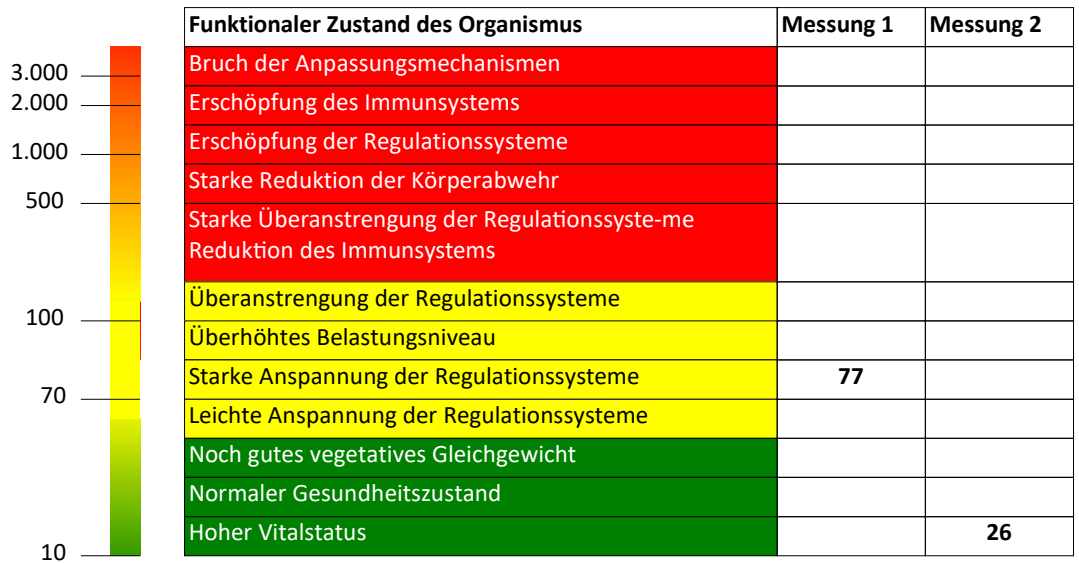 Funktionaler Zustand des Organismus Messung 1 Messung 2
Bruch der Anpassungsmechanismen
3.000
Erschöpfung des Immunsystems
2.000
Erschöpfung der Regulationssysteme
1.000
Starke Reduktion der Körperabwehr
500
Starke Überanstrengung der Regulationssyste-me
Reduktion des Immunsystems
Überanstrengung der Regulationssysteme
100
Überhöhtes Belastungsniveau
Starke Anspannung der Regulationssysteme 77
70
Leichte Anspannung der Regulationssysteme
Noch gutes vegetatives Gleichgewicht
Normaler Gesundheitszustand
Hoher Vitalstatus 26
10